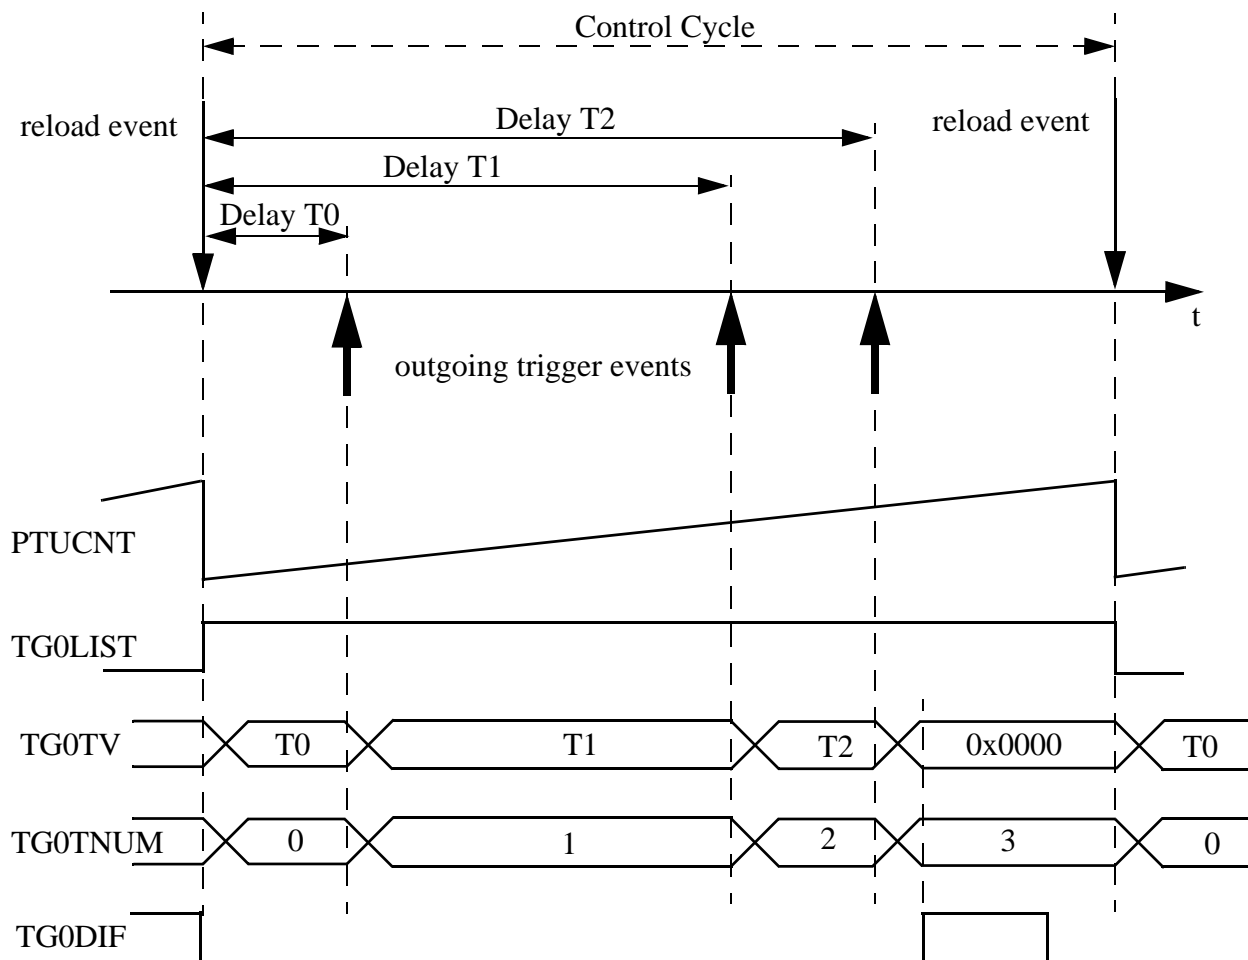 Control Cycle
reload event
Delay T2
reload event
Delay T1
Delay T0
t
outgoing trigger events
PTUCNT
TG0LIST
TG0TV T0 T1 T2 0x0000 T0
TG0TNUM 0 1 2 3 0
TG0DIF